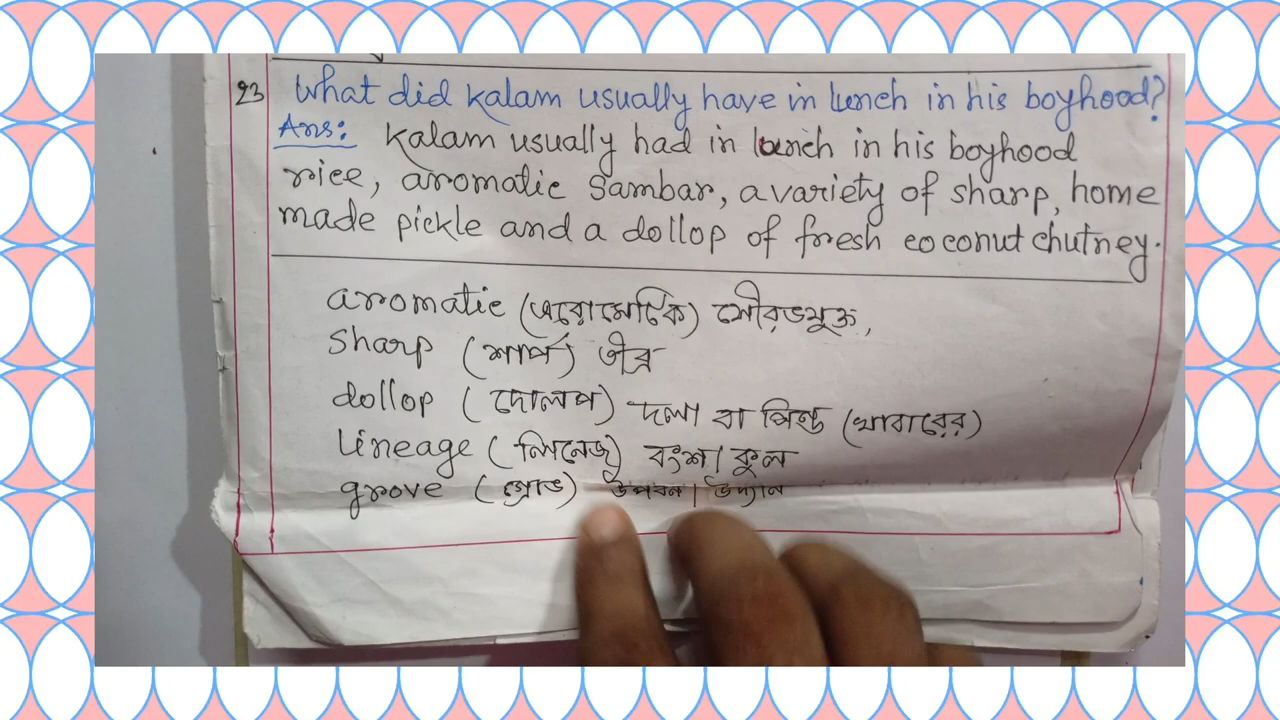 23 What did Kalam usually have in lunch in his boyhood?
Ans: Kalam usually had in lunch in his boyhood
rice, aromatic Sambar, a variety of sharp, home
made pickle and a dollop of fresh coconut chutney.
aromatic (এরোমেটিক) সৌরভযুক্ত,
Sharp (শার্প) তীব্র
dollop (দোলপ) দলা বা পিন্ড (খাবারের)
lineage (লিনেজ) বংশ। কুল
grove (গ্রোভ) উপবন। উদ্যান